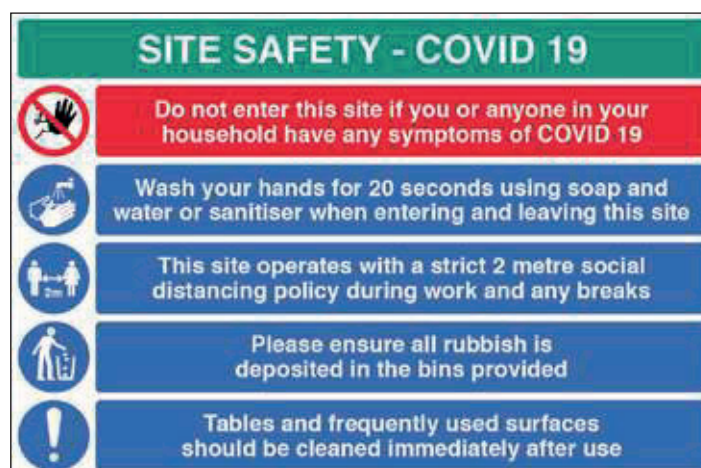 SITE SAFETY - COVID 19
Do not enter this site if you or anyone in your
household have any symptoms of COVID 19
Wash your hands for 20 seconds using soap and
water or sanitiser when entering and leaving this site
This site operates with a strict 2 metre social
distancing policy during work and any breaks
2m
Please ensure all rubbish is
deposited in the bins provided
Tables and frequently used surfaces
should be cleaned immediately after use